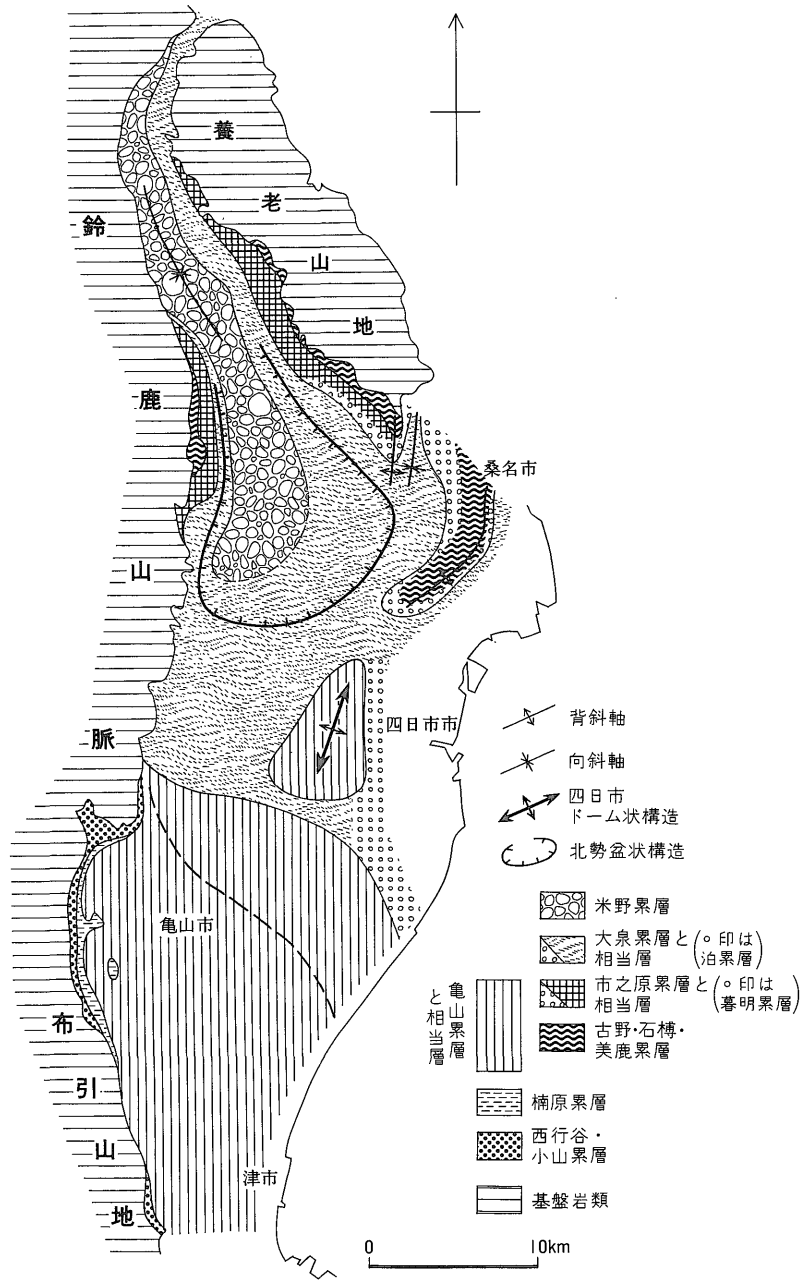 養
老
山
地
鈴
鹿
山
脈
桑名市
四日市市
亀山市
津市
布
引
山
地
背斜軸
向斜軸
四日市
ドーム状構造
北勢盆状構造
米野累層
大泉累層と
相当層
(○印は
泊累層)
市之原累層と
相当層
(○印は
暮明累層)
亀山累層
と相当層
古野・石榑・
美鹿累層
楠原累層
西行谷・
小山累層
基盤岩類
0 10km